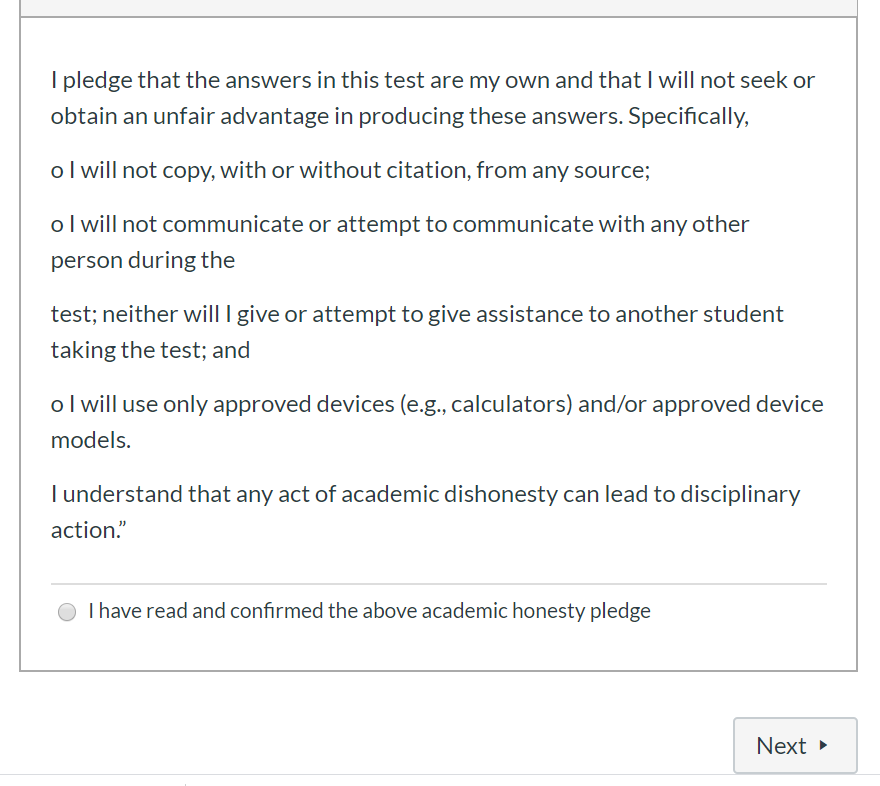 I pledge that the answers in this test are my own and that I will not seek or
obtain an unfair advantage in producing these answers. Specifically,
o I will not copy, with or without citation, from any source;
o I will not communicate or attempt to communicate with any other
person during the
test; neither will I give or attempt to give assistance to another student
taking the test; and
o I will use only approved devices (e.g., calculators) and/or approved device
models.
I understand that any act of academic dishonesty can lead to disciplinary
action.”
I have read and confirmed the above academic honesty pledge
Next